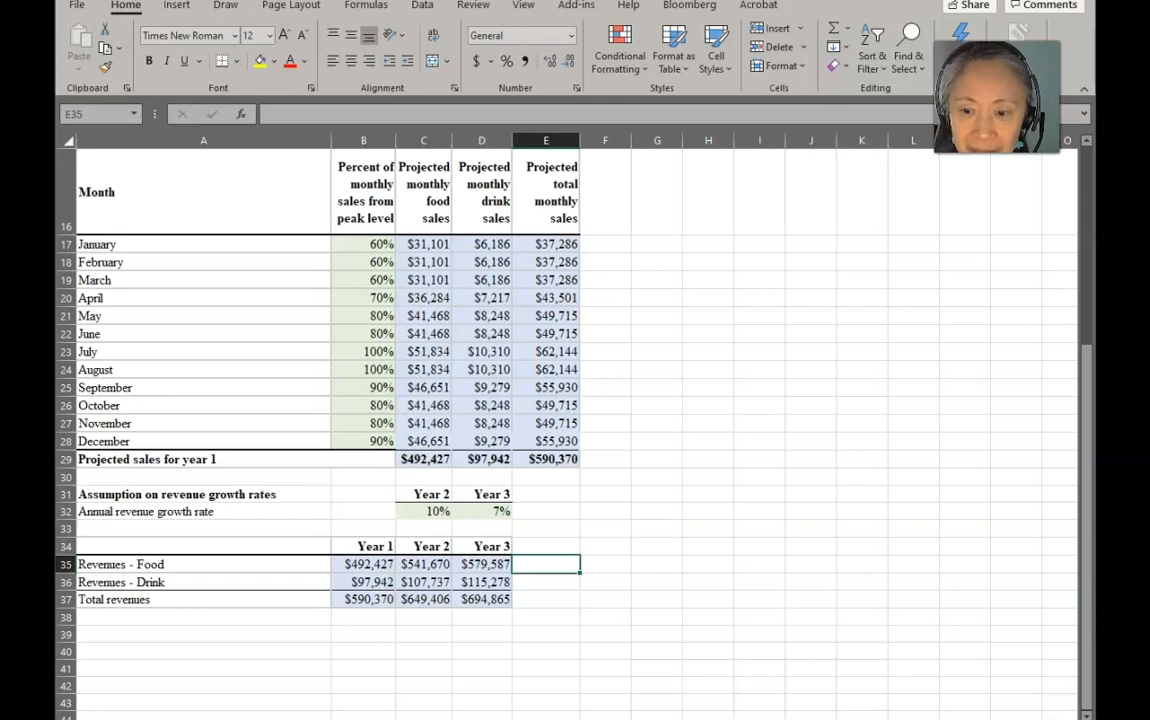 Home Insert Draw Page Layout Formulas Data Review View Add-ins Help Bloomberg Acrobat Share Comments
Paste Times New Roman 12 A A ab General Conditional Formatting Format as Table Cell Styles Insert Delete Format Sort & Filter Find & Select
B I U A $ % ,
Clipboard Font Alignment Number Styles Cells Editing
E35 fx
A B C D E F G H I J K L O
16 Month Percent of monthly sales from peak level Projected monthly food sales Projected monthly drink sales Projected total monthly sales
17 January 60% $31,101 $6,186 $37,286
18 February 60% $31,101 $6,186 $37,286
19 March 60% $31,101 $6,186 $37,286
20 April 70% $36,284 $7,217 $43,501
21 May 80% $41,468 $8,248 $49,715
22 June 80% $41,468 $8,248 $49,715
23 July 100% $51,834 $10,310 $62,144
24 August 100% $51,834 $10,310 $62,144
25 September 90% $46,651 $9,279 $55,930
26 October 80% $41,468 $8,248 $49,715
27 November 80% $41,468 $8,248 $49,715
28 December 90% $46,651 $9,279 $55,930
29 Projected sales for year 1 $492,427 $97,942 $590,370
30
31 Assumption on revenue growth rates Year 2 Year 3
32 Annual revenue growth rate 10% 7%
33
34 Year 1 Year 2 Year 3
35 Revenues - Food $492,427 $541,670 $579,587
36 Revenues - Drink $97,942 $107,737 $115,278
37 Total revenues $590,370 $649,406 $694,865
38
39
40
41
42
43